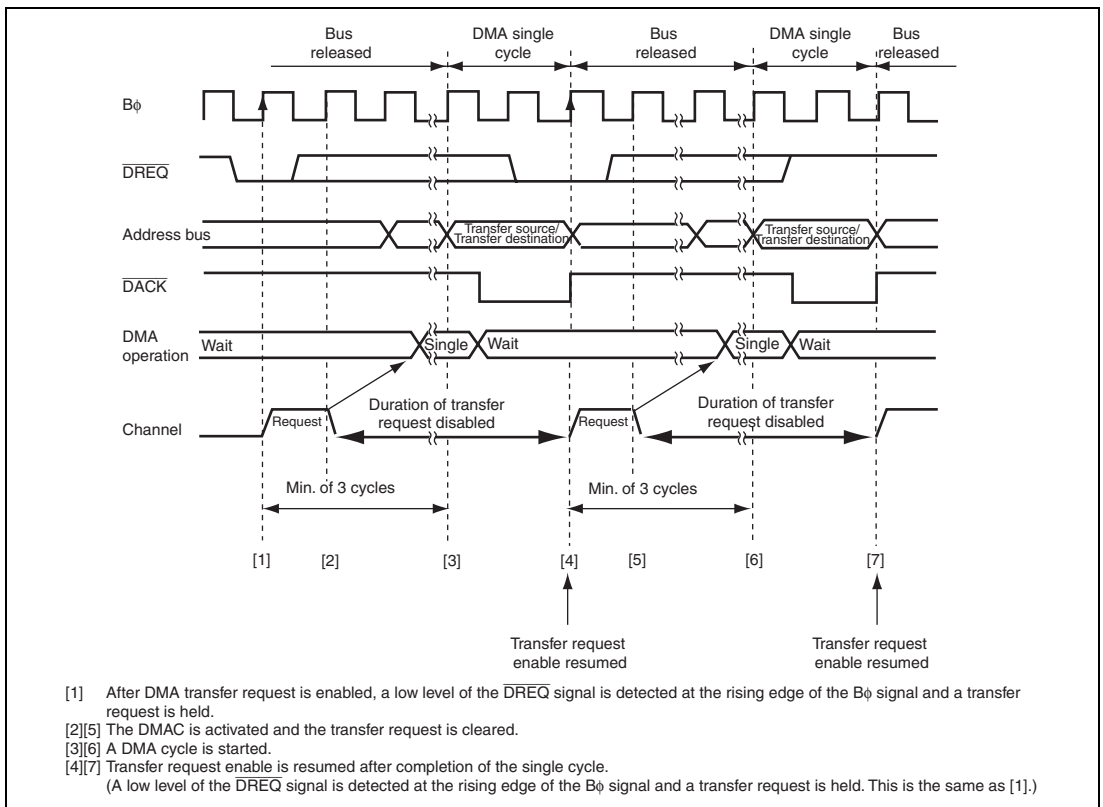 Bus released
DMA single cycle
Bus released
DMA single cycle
Bus released
Bφ
DREQ
Address bus
Transfer source/
Transfer destination
Transfer source/
Transfer destination
DACK
DMA operation
Wait
Single
Wait
Single
Wait
Channel
Request
Duration of transfer
request disabled
Request
Duration of transfer
request disabled
Min. of 3 cycles
Min. of 3 cycles
[1] [2] [3] [4] [5] [6] [7]
Transfer request
enable resumed
Transfer request
enable resumed
[1] After DMA transfer request is enabled, a low level of the DREQ signal is detected at the rising edge of the Bφ signal and a transfer
request is held.
[2][5] The DMAC is activated and the transfer request is cleared.
[3][6] A DMA cycle is started.
[4][7] Transfer request enable is resumed after completion of the single cycle.
(A low level of the DREQ signal is detected at the rising edge of the Bφ signal and a transfer request is held. This is the same as [1].)